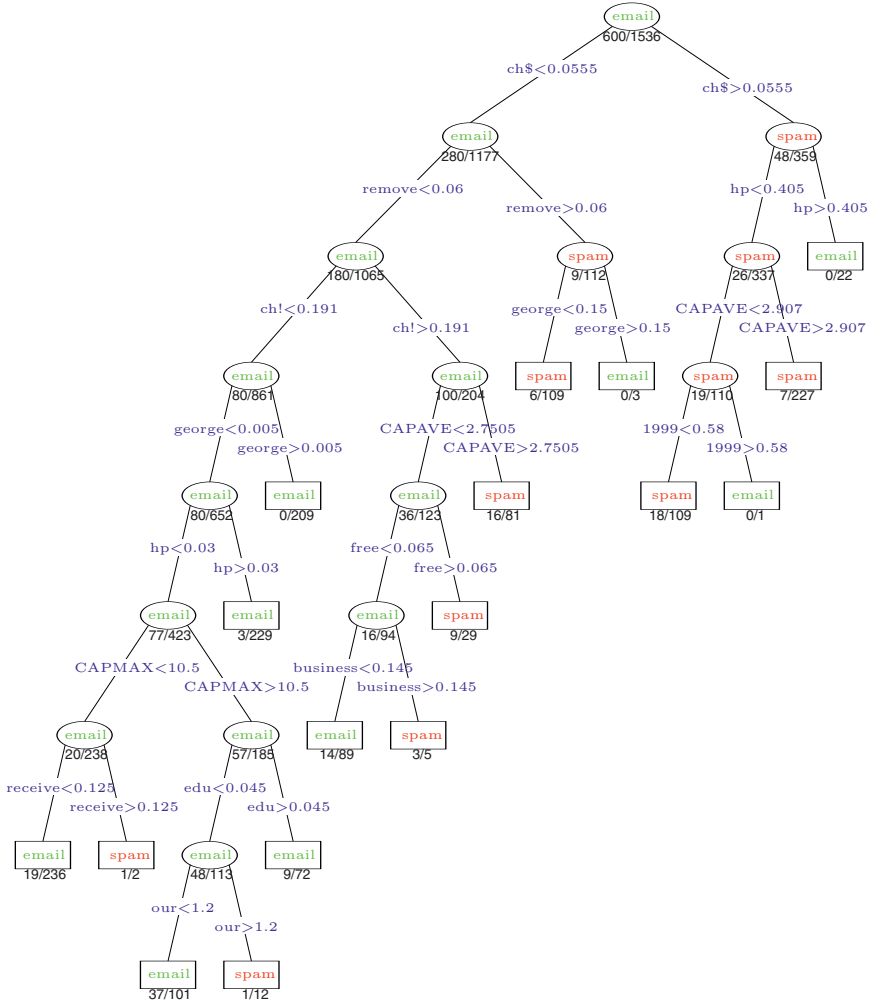 email
600/1536
ch$<0.0555
ch$>0.0555
email
280/1177
spam
48/359
remove<0.06
hp<0.405
remove>0.06
hp>0.405
email
180/1065
spam
9/112
spam
26/337
email
0/22
ch!<0.191
george<0.15
CAPAVE<2.907
ch!>0.191
george>0.15
CAPAVE>2.907
email
80/861
email
100/204
spam
6/109
email
0/3
spam
19/110
spam
7/227
george<0.005
CAPAVE<2.7505
1999<0.58
george>0.005
CAPAVE>2.7505
1999>0.58
email
80/652
email
0/209
email
36/123
spam
16/81
spam
18/109
email
0/1
hp<0.03
free<0.065
hp>0.03
free>0.065
email
77/423
email
3/229
email
16/94
spam
9/29
CAPMAX<10.5
business<0.145
CAPMAX>10.5
business>0.145
email
20/238
email
57/185
email
14/89
spam
3/5
receive<0.125
edu<0.045
receive>0.125
edu>0.045
email
19/236
spam
1/2
email
48/113
email
9/72
our<1.2
our>1.2
email
37/101
spam
1/12